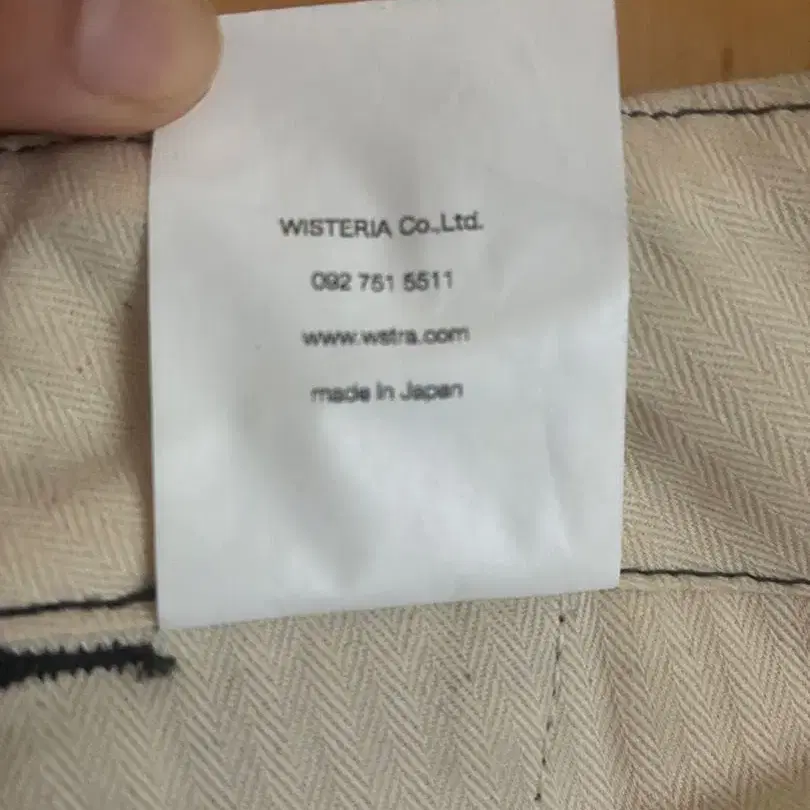 WISTERIA Co.,Ltd.
092 751 5511
www.wstra.com
made in Japan